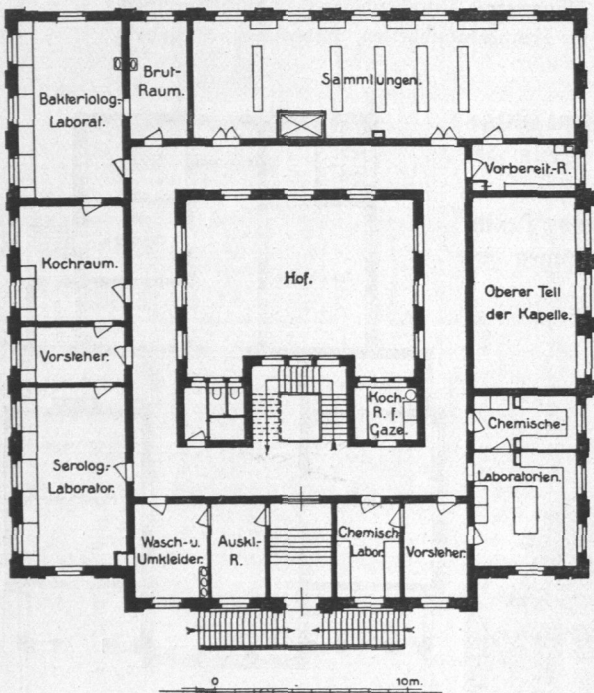 Bakteriolog.-
Laborat.
Brut-
Raum.
Sammlungen.
Vorbereit.-R.
Kochraum.
Hof.
Oberer Teil
der Kapelle.
Vorsteher.
Koch-
R. f.
Gaze.
Chemische-
Serolog.-
Laborator.
Laboratorien.
Wasch- u.
Umkleider.
Auskl.-
R.
Chemisch.
Labor.
Vorsteher.
0 10m.